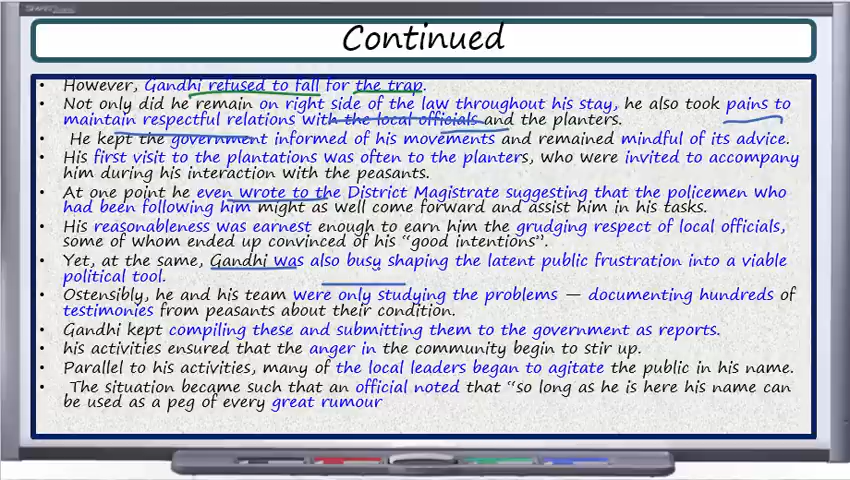 Continued
• However, Gandhi refused to fall for the trap.
• Not only did he remain on right side of the law throughout his stay, he also took pains to
maintain respectful relations with the local officials and the planters.
• He kept the government informed of his movements and remained mindful of its advice.
• His first visit to the plantations was often to the planters, who were invited to accompany
him during his interaction with the peasants.
• At one point he even wrote to the District Magistrate suggesting that the policemen who
had been following him might as well come forward and assist him in his tasks.
• His reasonableness was earnest enough to earn him the grudging respect of local officials,
some of whom ended up convinced of his “good intentions”.
• Yet, at the same, Gandhi was also busy shaping the latent public frustration into a viable
political tool.
• Ostensibly, he and his team were only studying the problems — documenting hundreds of
testimonies from peasants about their condition.
• Gandhi kept compiling these and submitting them to the government as reports.
• his activities ensured that the anger in the community begin to stir up.
• Parallel to his activities, many of the local leaders began to agitate the public in his name.
• The situation became such that an official noted that “so long as he is here his name can
be used as a peg of every great rumour